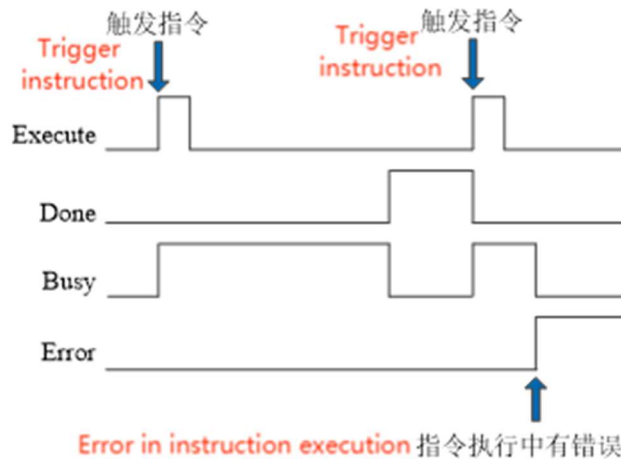 触发指令
Trigger
instruction
触发指令
Trigger
instruction
Execute
Done
Busy
Error
Error in instruction execution 指令执行中有错误